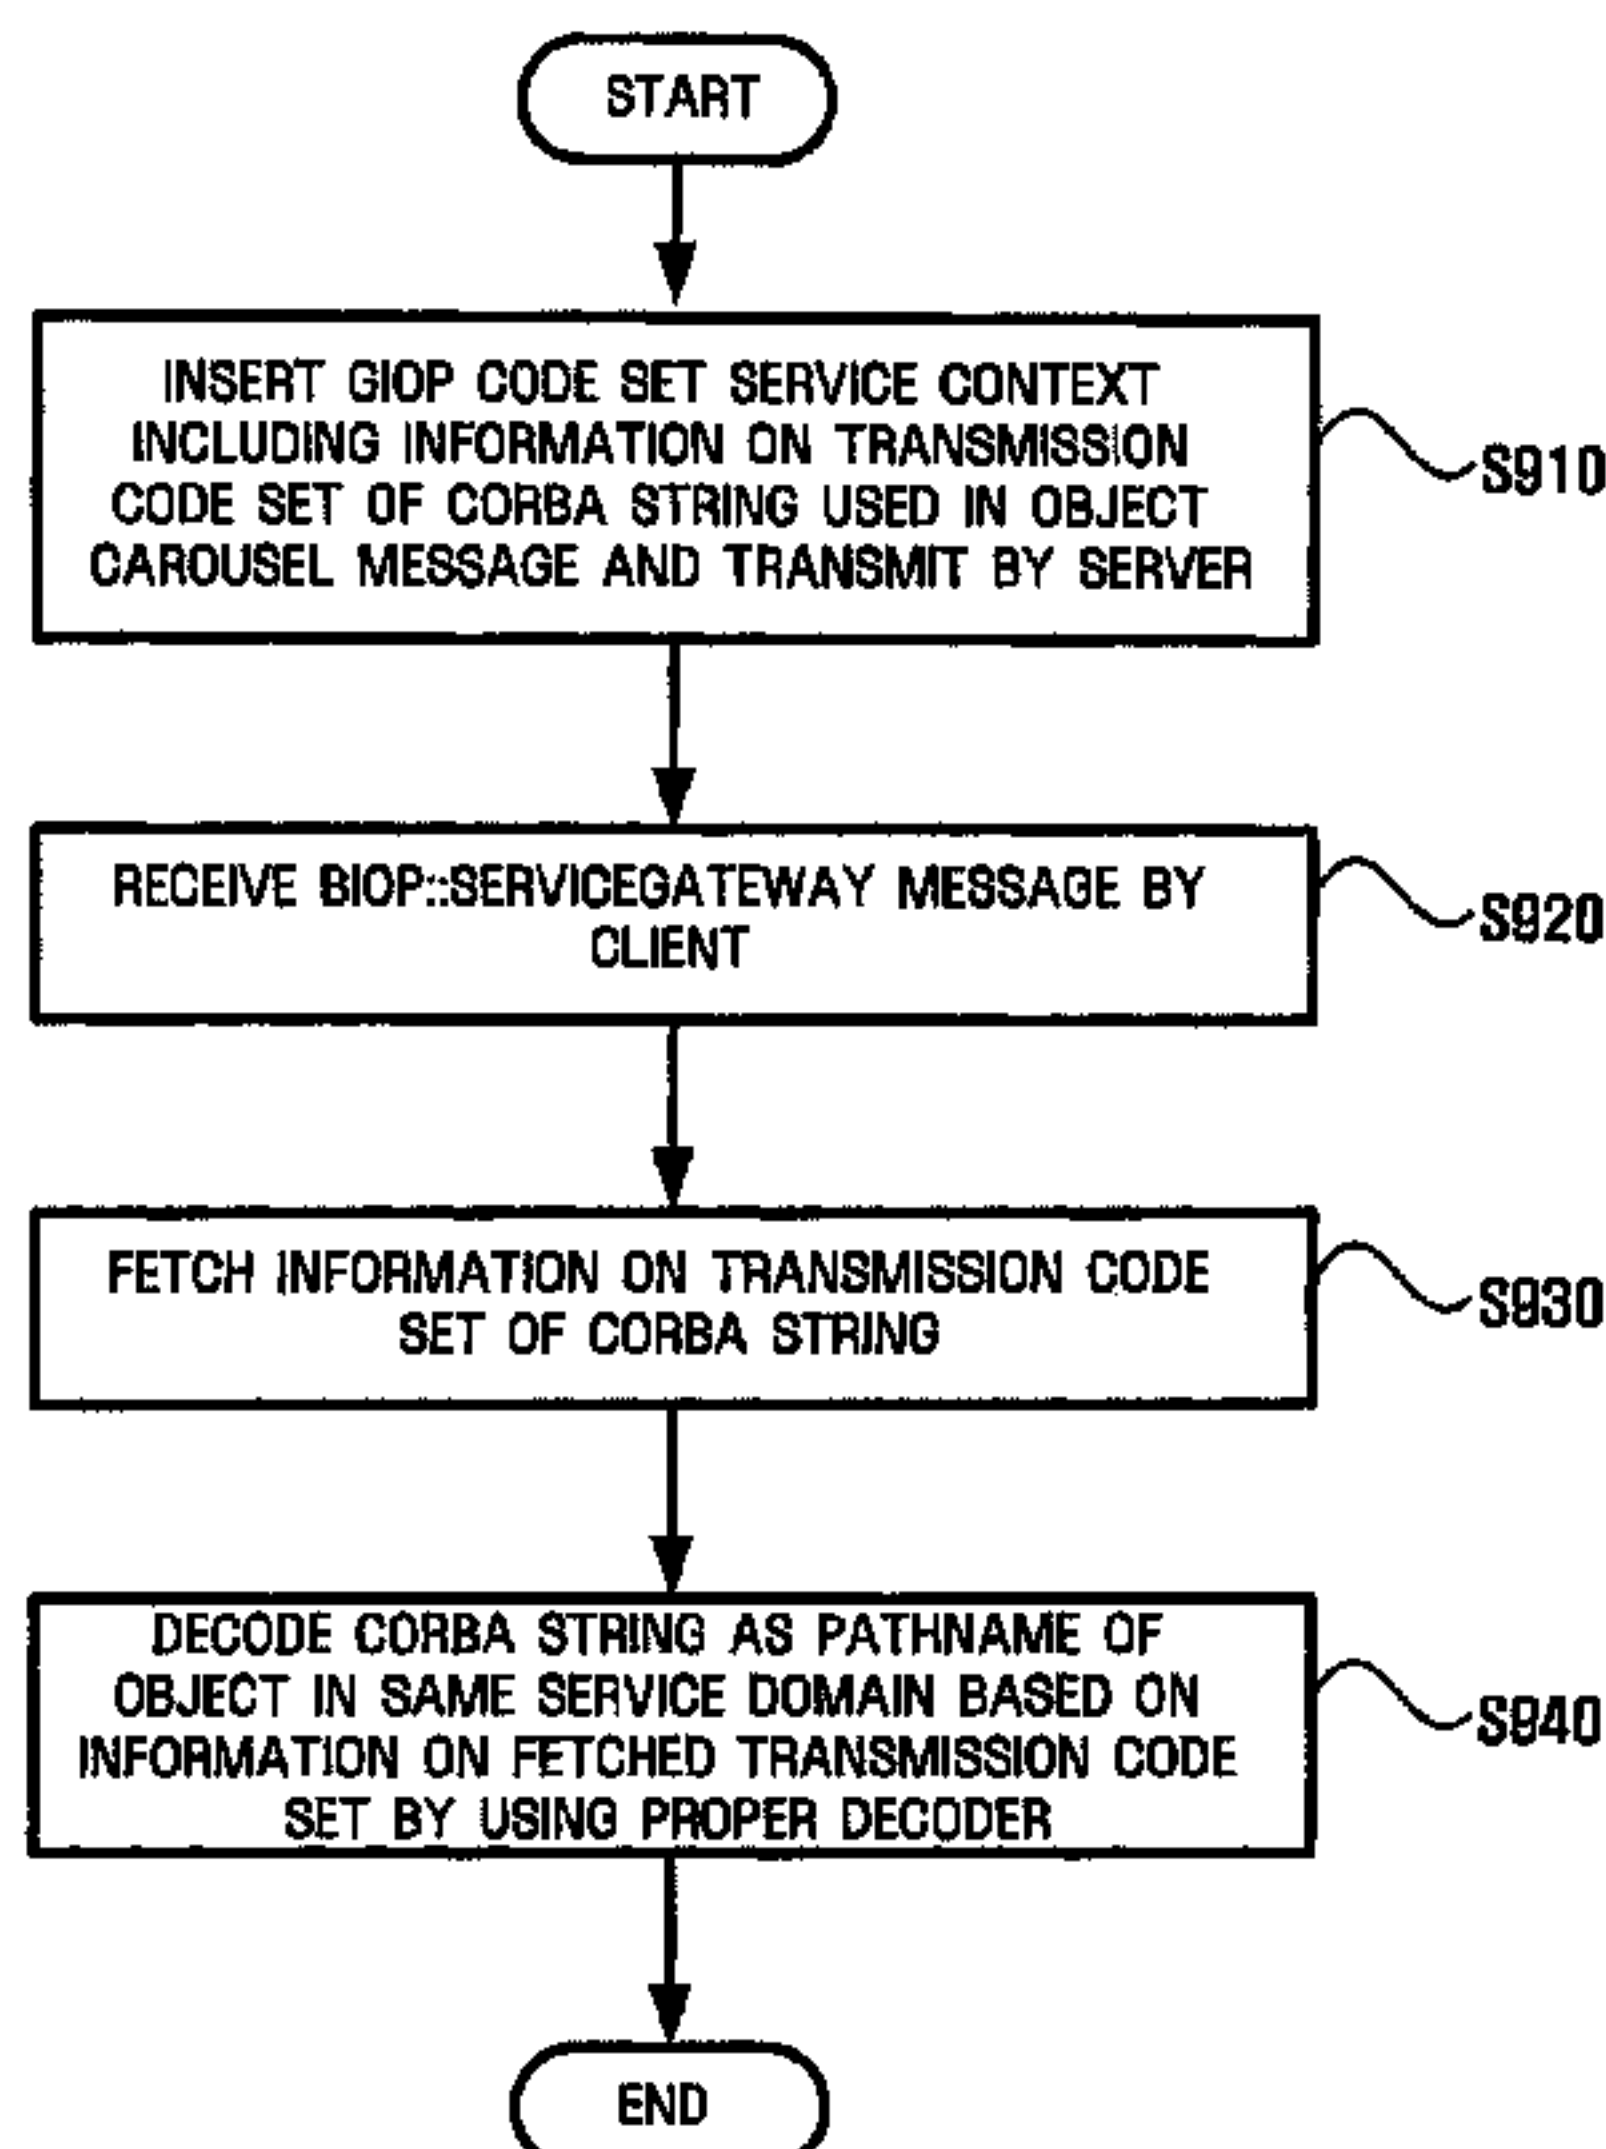 START
INSERT GIOP CODE SET SERVICE CONTEXT
INCLUDING INFORMATION ON TRANSMISSION
CODE SET OF CORBA STRING USED IN OBJECT
CAROUSEL MESSAGE AND TRANSMIT BY SERVER
S910
RECEIVE BIOP::SERVICEGATEWAY MESSAGE BY
CLIENT
S920
FETCH INFORMATION ON TRANSMISSION CODE
SET OF CORBA STRING
S930
DECODE CORBA STRING AS PATHNAME OF
OBJECT IN SAME SERVICE DOMAIN BASED ON
INFORMATION ON FETCHED TRANSMISSION CODE
SET BY USING PROPER DECODER
S940
END